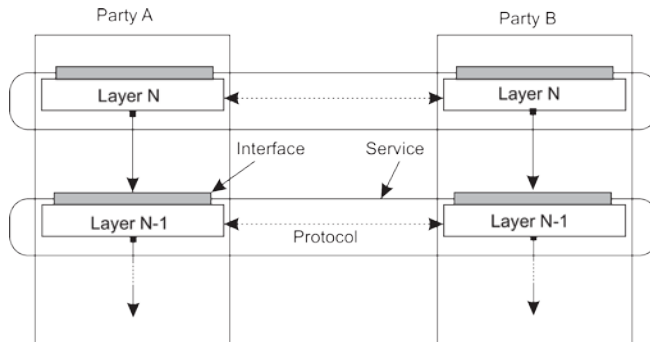 Party A
Party B
Layer N
Layer N
Interface
Service
Layer N-1
Layer N-1
Protocol